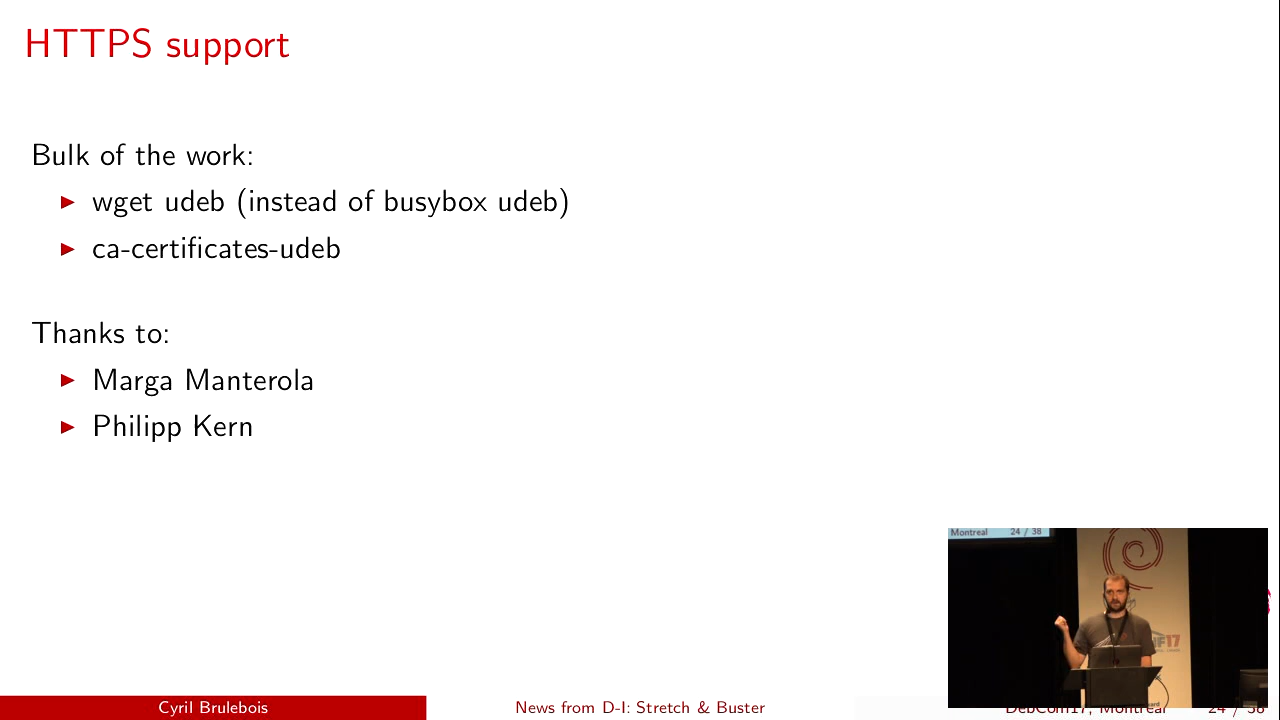 HTTPS support
Bulk of the work:
wget udeb (instead of busybox udeb)
ca-certificates-udeb
Thanks to:
Marga Manterola
Philipp Kern
Montreal 24 / 38
F17
Cyril Brulebois
News from D-I: Stretch & Buster
DebConf17, Montreal
24 / 38